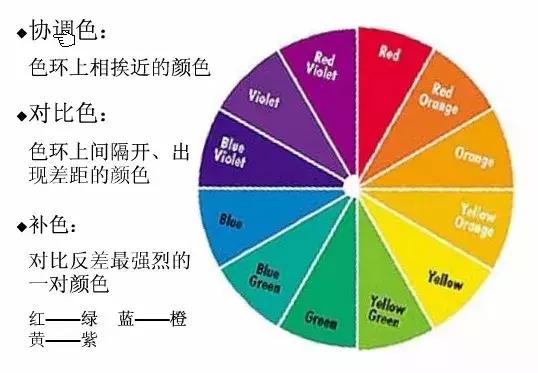 ◆协调色：
色环上相挨近的颜色
◆对比色：
色环上间隔开、出
现差距的颜色
◆补色：
对比反差最强烈的
一对颜色
红——绿 蓝——橙
黄——紫
Red
Red
Orange
Orange
Yellow
Orange
Yellow
Yellow
Green
Green
Blue
Green
Blue
Blue
Violet
Violet
Red
Violet